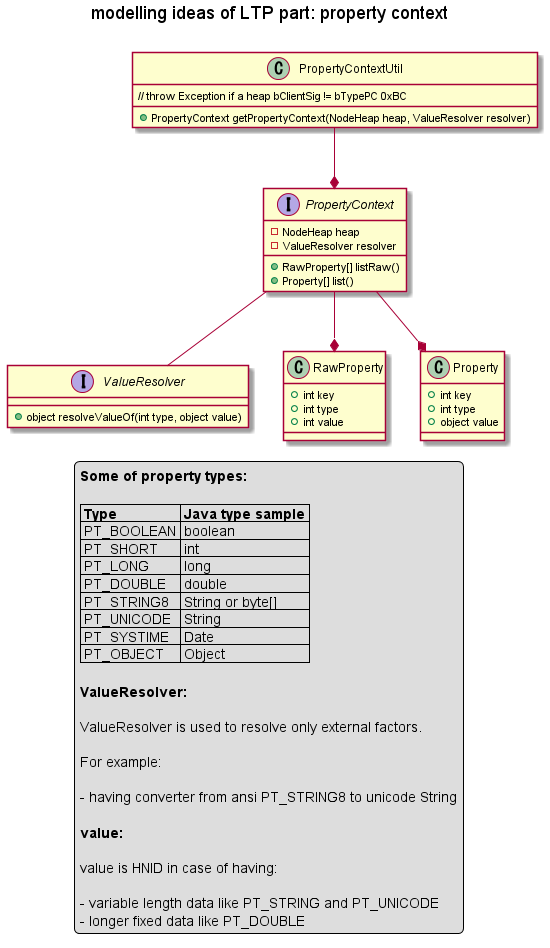 modelling ideas of LTP part: property context
C PropertyContextUtil
// throw Exception if a heap bClientSig != bTypePC 0xBC
PropertyContext getPropertyContext(NodeHeap heap, ValueResolver resolver)
I PropertyContext
NodeHeap heap
ValueResolver resolver
RawProperty[] listRaw()
Property[] list()
I ValueResolver
object resolveValueOf(int type, object value)
C RawProperty
int key
int type
int value
C Property
int key
int type
object value
Some of property types:
Type Java type sample
PT_BOOLEAN boolean
PT_SHORT int
PT_LONG long
PT_DOUBLE double
PT_STRING8 String or byte[]
PT_UNICODE String
PT_SYSTIME Date
PT_OBJECT Object
ValueResolver:
ValueResolver is used to resolve only external factors.
For example:
- having converter from ansi PT_STRING8 to unicode String
value:
value is HNID in case of having:
- variable length data like PT_STRING and PT_UNICODE
- longer fixed data like PT_DOUBLE